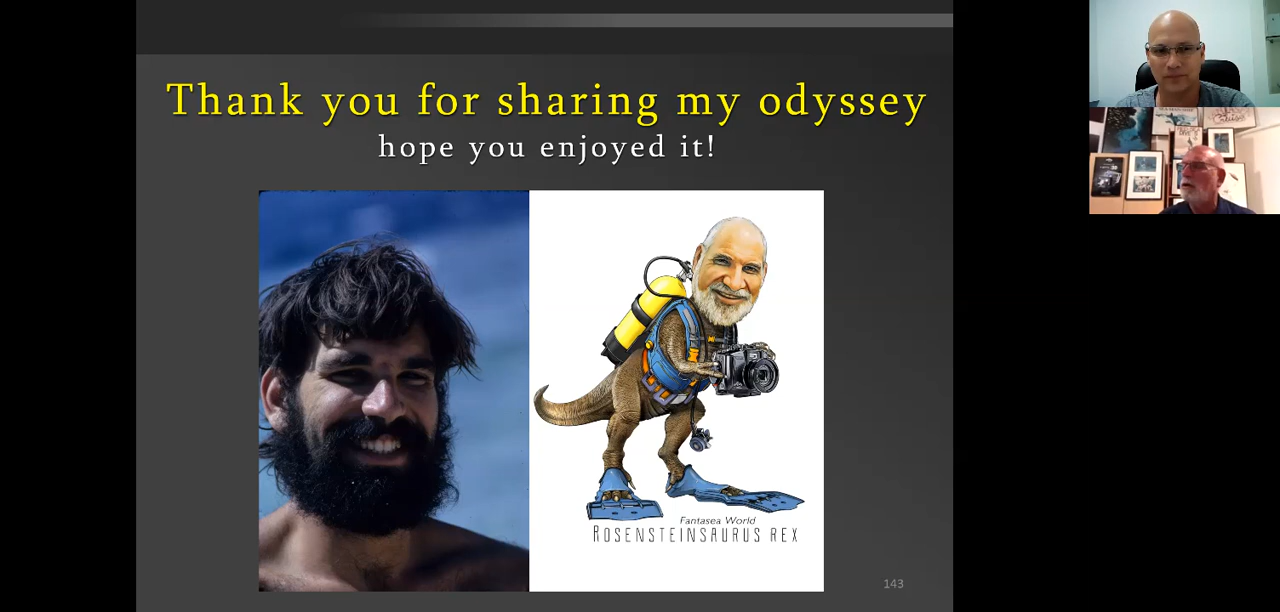 Thank you for sharing my odyssey
hope you enjoyed it!
Fantasea World
ROSENSTEINSAURUS REX
143